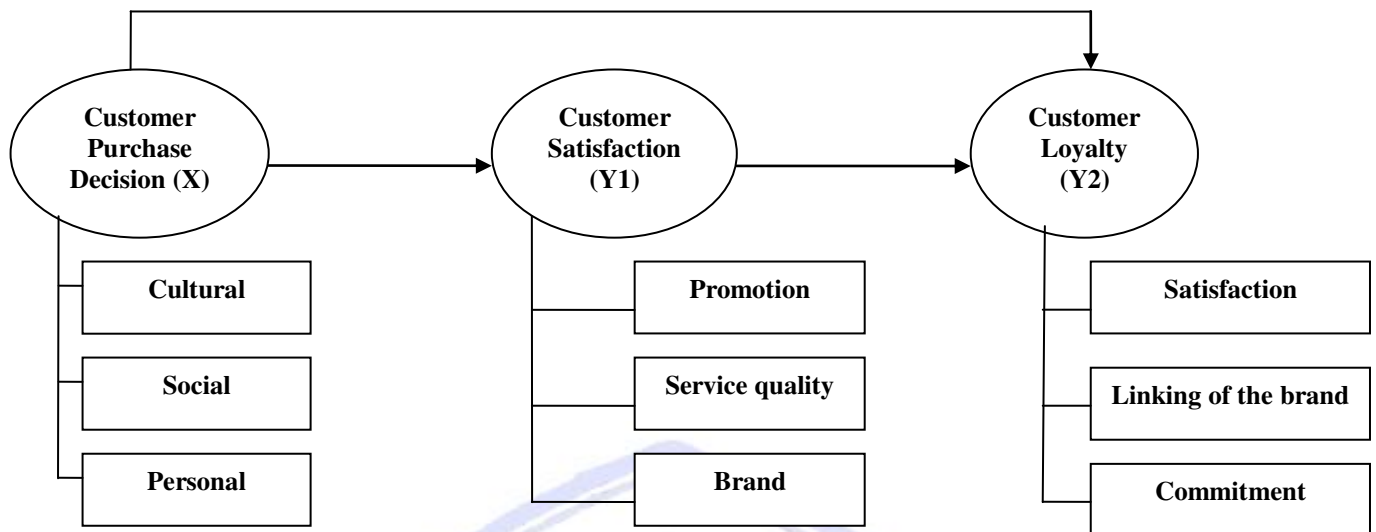 Customer
Purchase
Decision (X)
Customer
Satisfaction
(Y1)
Customer
Loyalty
(Y2)
Cultural
Promotion
Satisfaction
Social
Service quality
Linking of the brand
Personal
Brand
Commitment